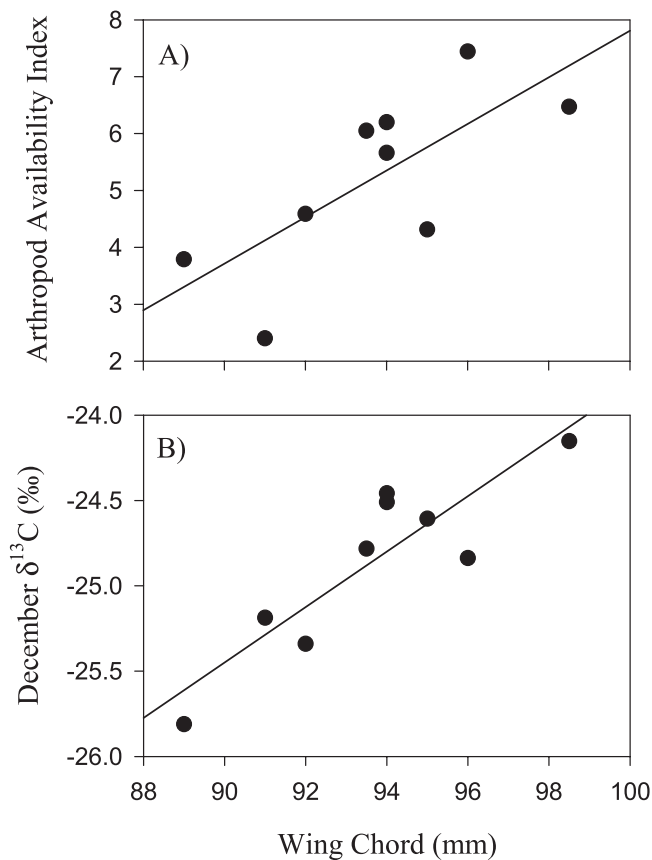 A)
Arthropod Availability Index
8
7
6
5
4
3
2
B)
December δ¹³C (‰)
-24.0
-24.5
-25.0
-25.5
-26.0
88 90 92 94 96 98 100
Wing Chord (mm)